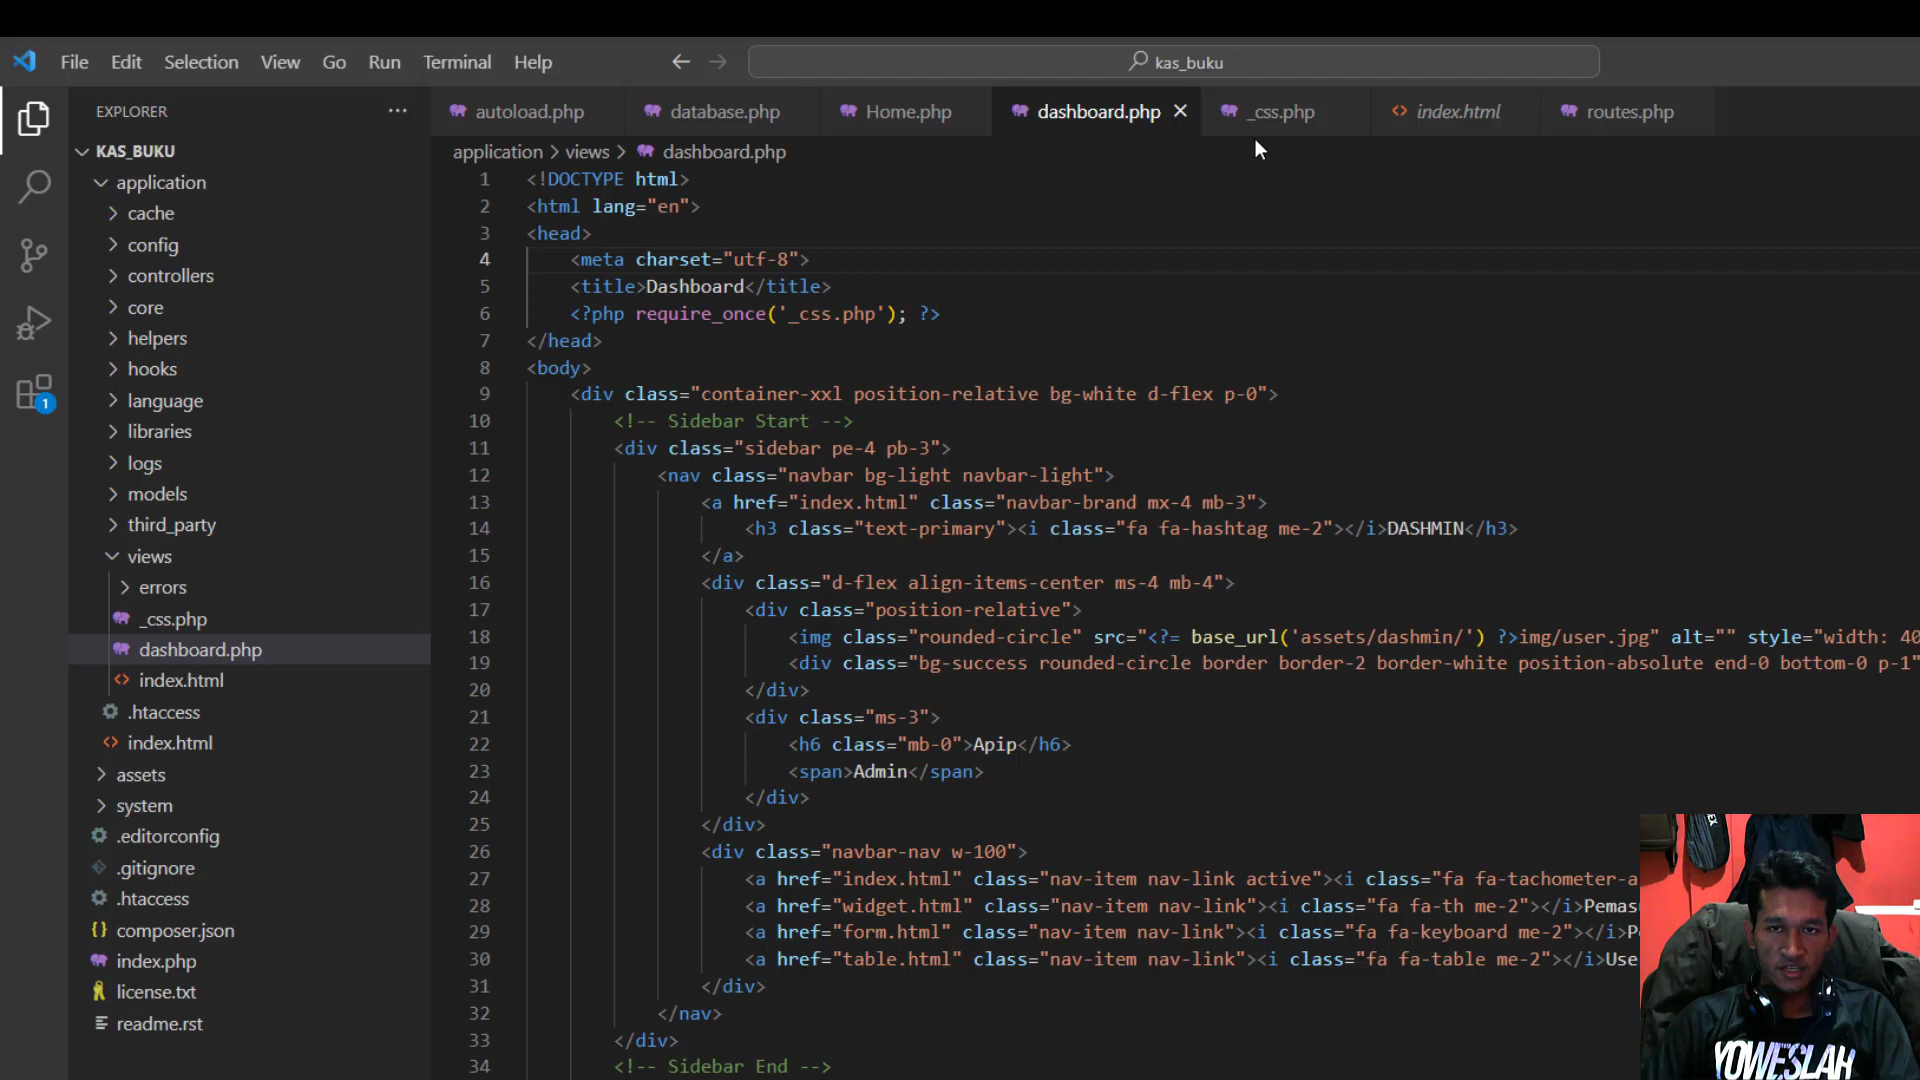 File Edit Selection View Go Run Terminal Help
kas_buku
EXPLORER
autoload.php database.php Home.php dashboard.php _css.php index.html routes.php
KAS_BUKU
application
cache
config
controllers
core
helpers
hooks
language
libraries
logs
models
third_party
views
errors
_css.php
dashboard.php
index.html
.htaccess
index.html
assets
system
.editorconfig
.gitignore
.htaccess
composer.json
index.php
license.txt
readme.rst
1
application > views > dashboard.php
1 <!DOCTYPE html>
2 <html lang="en">
3 <head>
4 <meta charset="utf-8">
5 <title>Dashboard</title>
6 <?php require_once('_css.php'); ?>
7 </head>
8 <body>
9 <div class="container-xxl position-relative bg-white d-flex p-0">
10 <!-- Sidebar Start -->
11 <div class="sidebar pe-4 pb-3">
12 <nav class="navbar bg-light navbar-light">
13 <a href="index.html" class="navbar-brand mx-4 mb-3">
14 <h3 class="text-primary"><i class="fa fa-hashtag me-2"></i>DASHMIN</h3>
15 </a>
16 <div class="d-flex align-items-center ms-4 mb-4">
17 <div class="position-relative">
18 <img class="rounded-circle" src="<?= base_url('assets/dashmin/') ?>img/user.jpg" alt="" style="width: 40
19 <div class="bg-success rounded-circle border border-2 border-white position-absolute end-0 bottom-0 p-1"
20 </div>
21 <div class="ms-3">
22 <h6 class="mb-0">Apip</h6>
23 <span>Admin</span>
24 </div>
25 </div>
26 <div class="navbar-nav w-100">
27 <a href="index.html" class="nav-item nav-link active"><i class="fa fa-tachometer-a
28 <a href="widget.html" class="nav-item nav-link"><i class="fa fa-th me-2"></i>Pemas
29 <a href="form.html" class="nav-item nav-link"><i class="fa fa-keyboard me-2"></i>P
30 <a href="table.html" class="nav-item nav-link"><i class="fa fa-table me-2"></i>Use
31 </div>
32 </nav>
33 </div>
34 <!-- Sidebar End -->
YOWESLAH